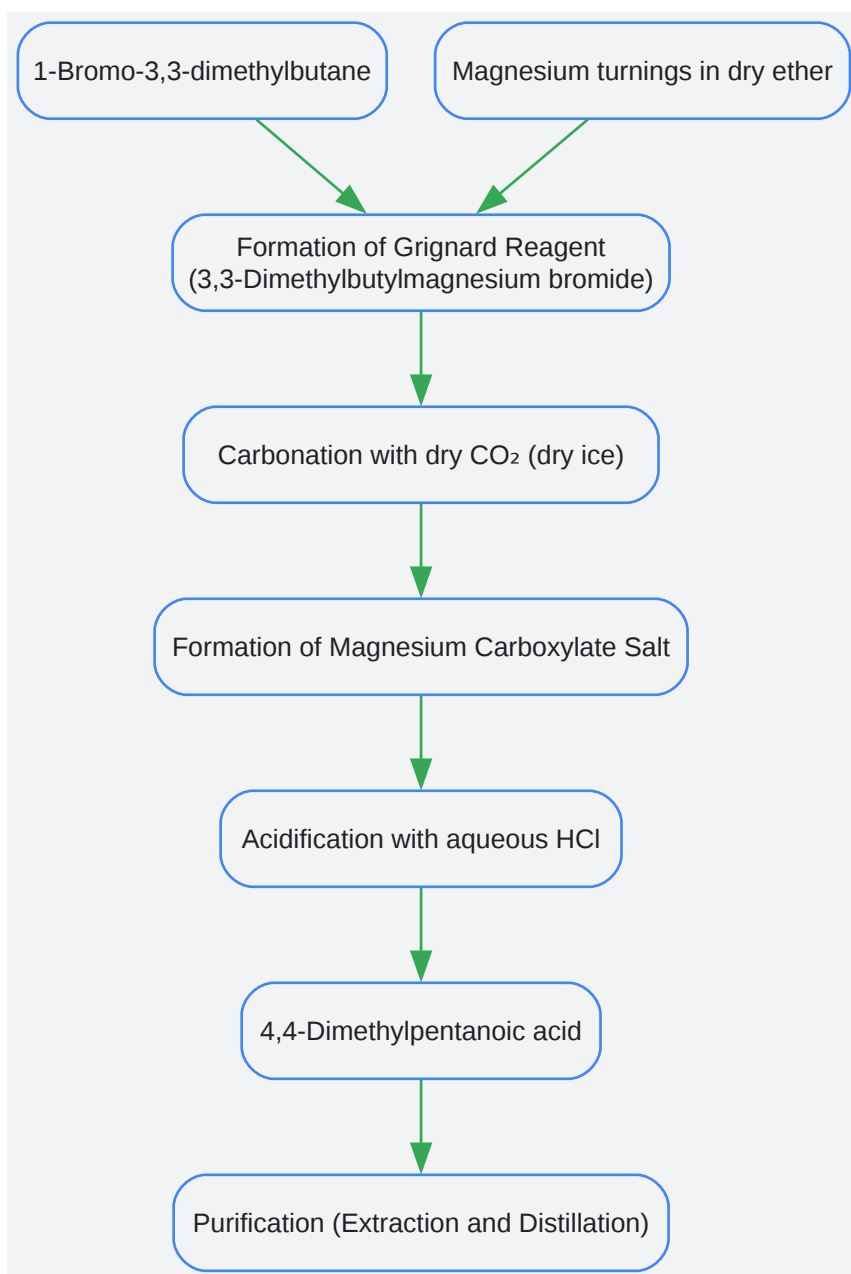 1-Bromo-3,3-dimethylbutane
Magnesium turnings in dry ether
Formation of Grignard Reagent
(3,3-Dimethylbutylmagnesium bromide)
Carbonation with dry CO₂ (dry ice)
Formation of Magnesium Carboxylate Salt
Acidification with aqueous HCl
4,4-Dimethylpentanoic acid
Purification (Extraction and Distillation)